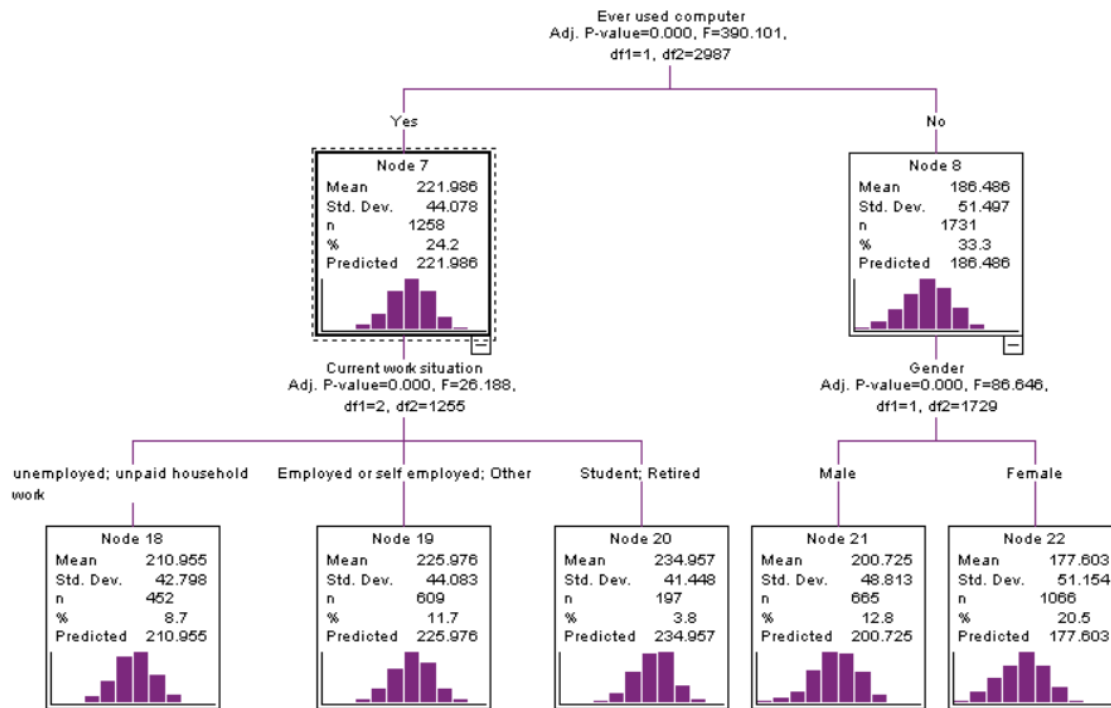 Ever used computer
Adj. P-value=0.000, F=390.101,
df1=1, df2=2987
Yes
No
Node 7
Mean 221.986
Std. Dev. 44.078
n 1258
% 24.2
Predicted 221.986
Node 8
Mean 186.486
Std. Dev. 51.497
n 1731
% 33.3
Predicted 186.486
Current work situation
Adj. P-value=0.000, F=26.188,
df1=2, df2=1255
Gender
Adj. P-value=0.000, F=86.646,
df1=1, df2=1729
unemployed; unpaid household
work
Employed or self employed; Other
Student; Retired
Male
Female
Node 18
Mean 210.955
Std. Dev. 42.798
n 452
% 8.7
Predicted 210.955
Node 19
Mean 225.976
Std. Dev. 44.083
n 609
% 11.7
Predicted 225.976
Node 20
Mean 234.957
Std. Dev. 41.448
n 197
% 3.8
Predicted 234.957
Node 21
Mean 200.725
Std. Dev. 48.813
n 665
% 12.8
Predicted 200.725
Node 22
Mean 177.603
Std. Dev. 51.154
n 1066
% 20.5
Predicted 177.603